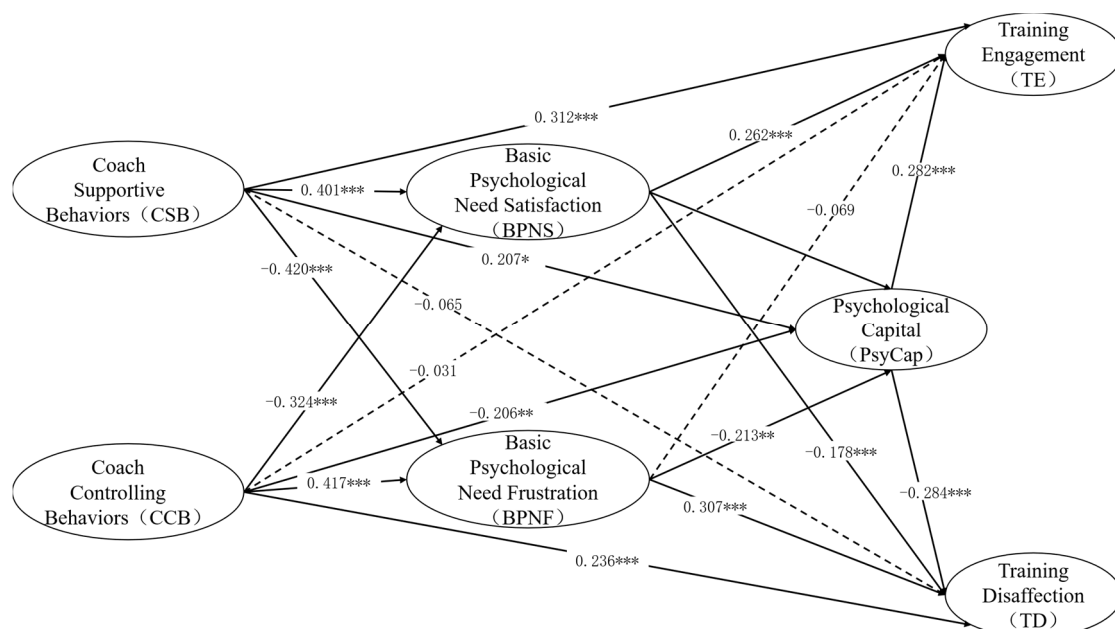 Training
Engagement
（TE）
0.312***
0.262***
Coach
Supportive
Behaviors（CSB）
0.401***
Basic
Psychological
Need Satisfaction
（BPNS）
0.282***
-0.069
-0.420***
0.207*
-0.065
Psychological
Capital
（PsyCap）
-0.031
-0.324***
-0.206**
-0.213**
-0.178***
Coach
Controlling
Behaviors（CCB）
0.417***
Basic
Psychological
Need Frustration
（BPNF）
0.307***
-0.284***
0.236***
Training
Disaffection
（TD）